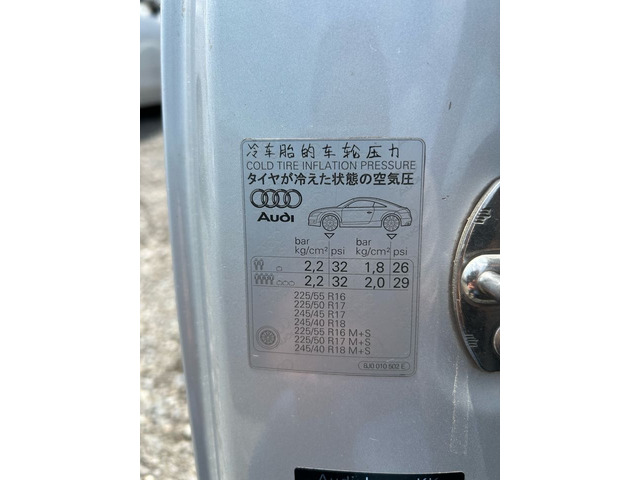 冷车胎的车轮压力
COLD TIRE INFLATION PRESSURE
タイヤが冷えた状態の空気圧
Audi
bar bar
kg/cm² psi kg/cm² psi
2,2 32 1,8 26
2,2 32 2,0 29
225/55 R16
225/50 R17
245/45 R17
245/40 R18
225/55 R16 M+S
225/50 R17 M+S
245/40 R18 M+S
8J0 010 502 E